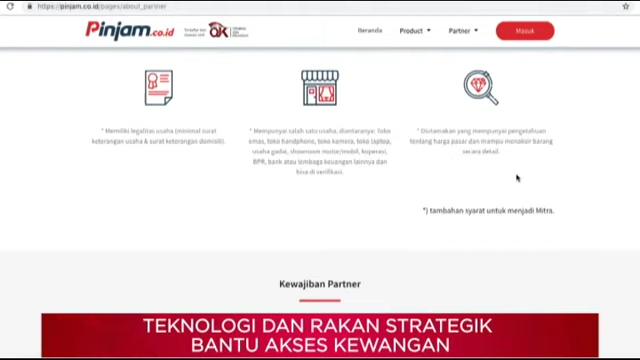 https://pinjam.co.id/pages/about_partner
Pinjam.co.id
Beranda
Product
Partner
Masuk
* Memiliki legalitas usaha (minimal surat
keterangan usaha & surat keterangan domisili).
* Mempunyai salah satu usaha, diantaranya: toko
emas, toko handphone, toko kamera, toko laptop,
usaha gadai, showroom motor/mobil, koperasi,
BPR, bank atau lembaga keuangan lainnya dan
bisa di verifikasi.
* Diutamakan yang mempunyai pengetahuan
tentang harga pasar dan mampu menaksir barang
secara detail.
*) tambahan syarat untuk menjadi Mitra.
Kewajiban Partner
TEKNOLOGI DAN RAKAN STRATEGIK
BANTU AKSES KEWANGAN